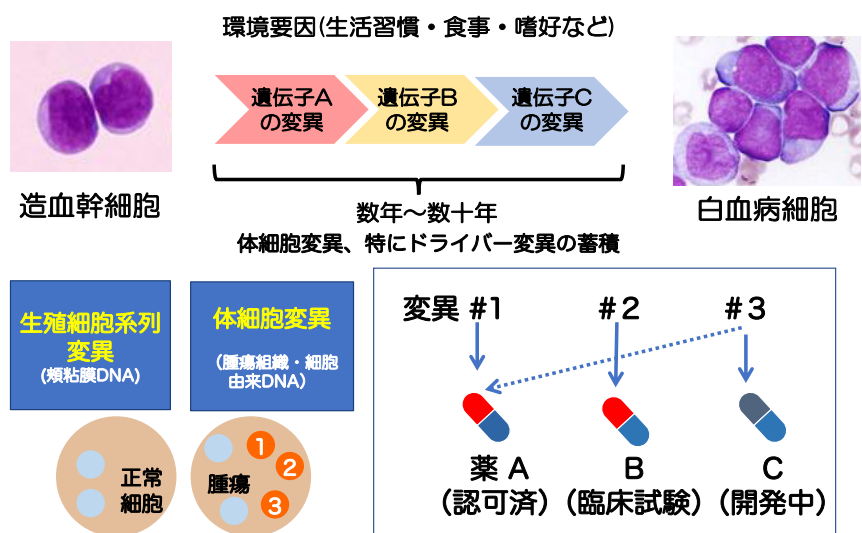 環境要因(生活習慣・食事・嗜好など)
遺伝子A
の変異
遺伝子B
の変異
遺伝子C
の変異
造血幹細胞
白血病細胞
数年～数十年
体細胞変異、特にドライバー変異の蓄積
生殖細胞系列
変異
(頬粘膜DNA)
体細胞変異
(腫瘍組織・細胞
由来DNA)
正常
細胞
腫瘍
1
2
3
変異 #1
#2
#3
薬 A
(認可済)
B
(臨床試験)
C
(開発中)